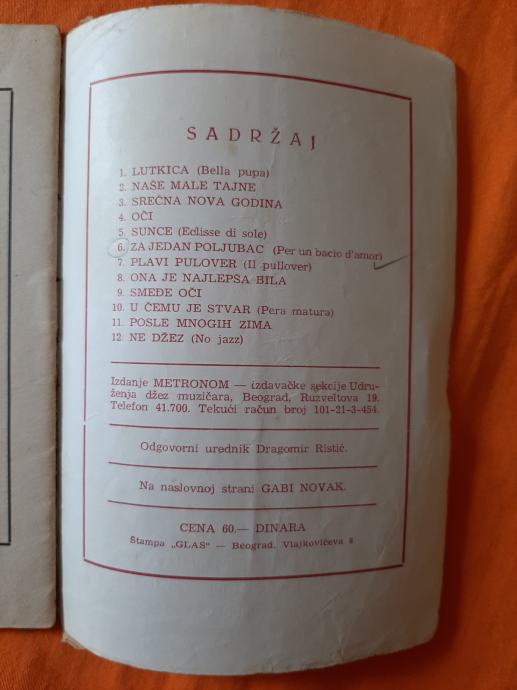 SADRŽAJ
1. LUTKICA (Bella pupa)
2. NAŠE MALE TAJNE
3. SREĆNA NOVA GODINA
4. OČI
5. SUNCE (Eclisse di sole)
6. ZA JEDAN POLJUBAC (Per un bacio d'amor)
7. PLAVI PULOVER (Il pullover)
8. ONA JE NAJLEPŠA BILA
9. SMEĐE OČI
10. U ČEMU JE STVAR (Pera matura)
11. POSLE MNOGIH ZIMA
12. NE DŽEZ (No jazz)
Izdanje METRONOM — izdavačke sekcije Udru-
ženja džez muzičara, Beograd, Ruzveltova 19.
Telefon 41.700. Tekući račun broj 101-21-3-454.
Odgovorni urednik Dragomir Ristić.
Na naslovnoj strani GABI NOVAK.
CENA 60.— DINARA
Štampa „GLAS" — Beograd, Vlajkovićeva 8